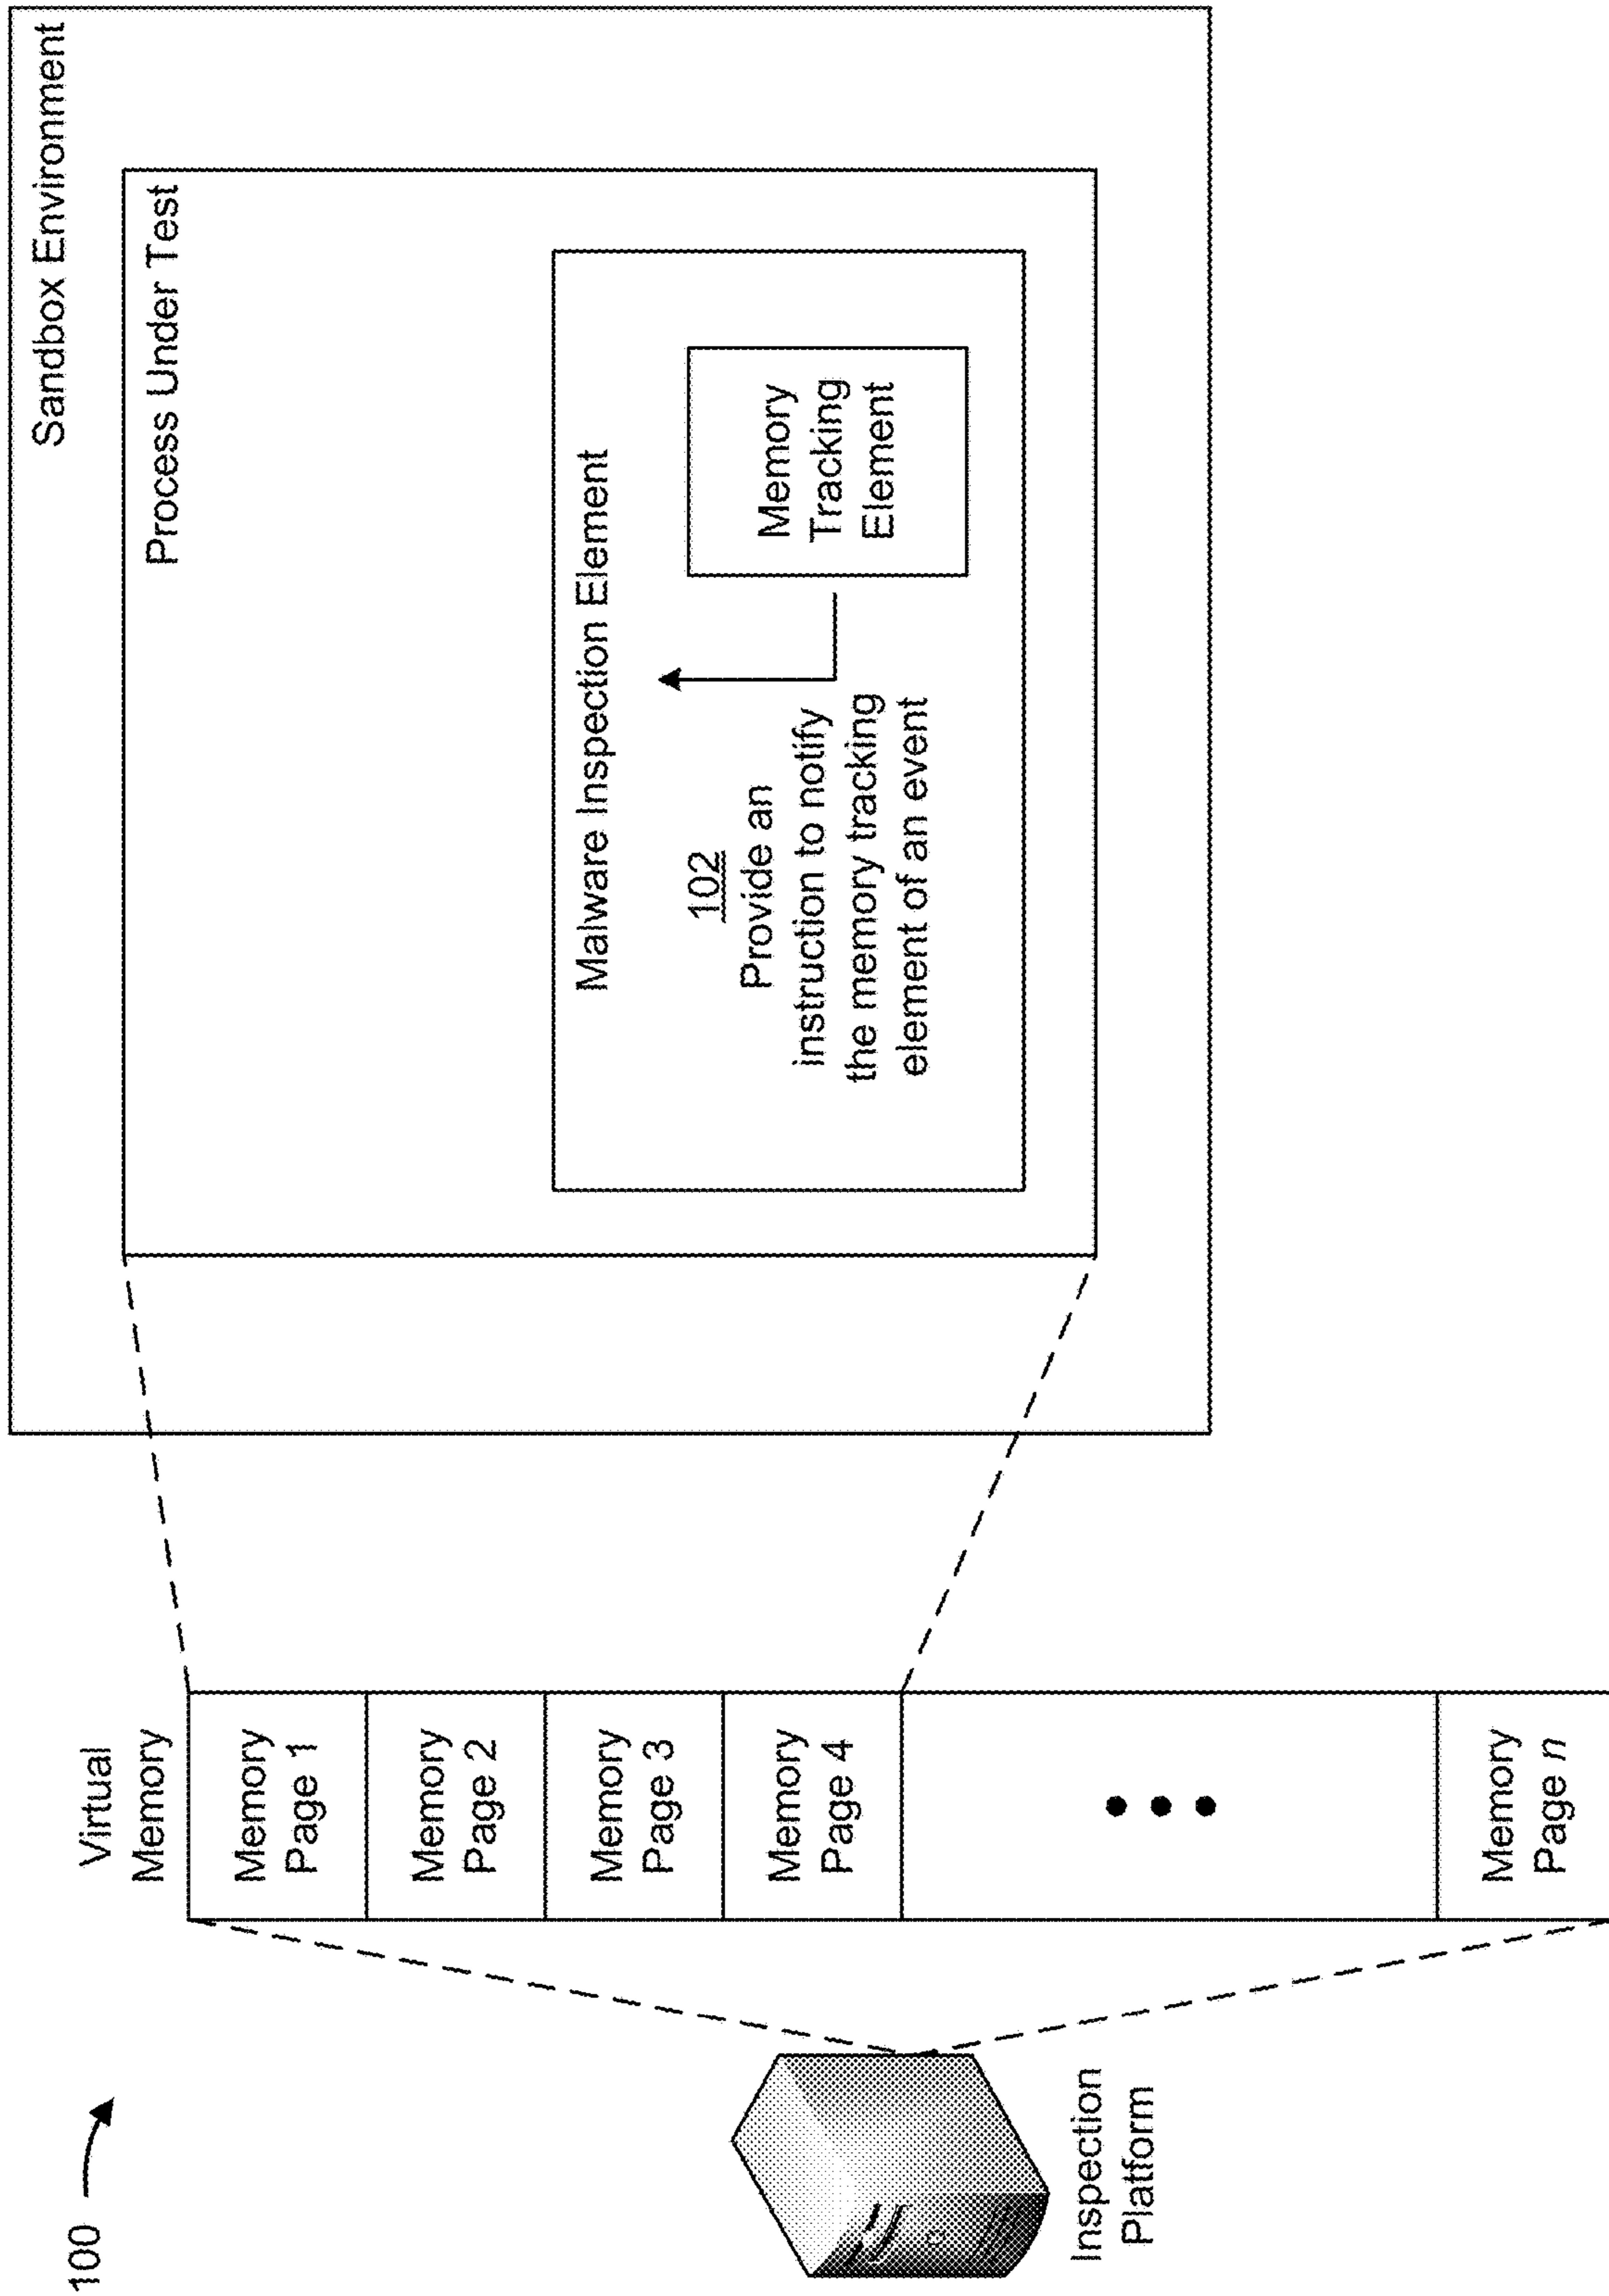 100
Inspection
Platform
Virtual
Memory
Memory
Page 1
Memory
Page 2
Memory
Page 3
Memory
Page 4
Memory
Page n
Sandbox Environment
Process Under Test
Malware Inspection Element
102
Provide an
instruction to notify
the memory tracking
element of an event
Memory
Tracking
Element